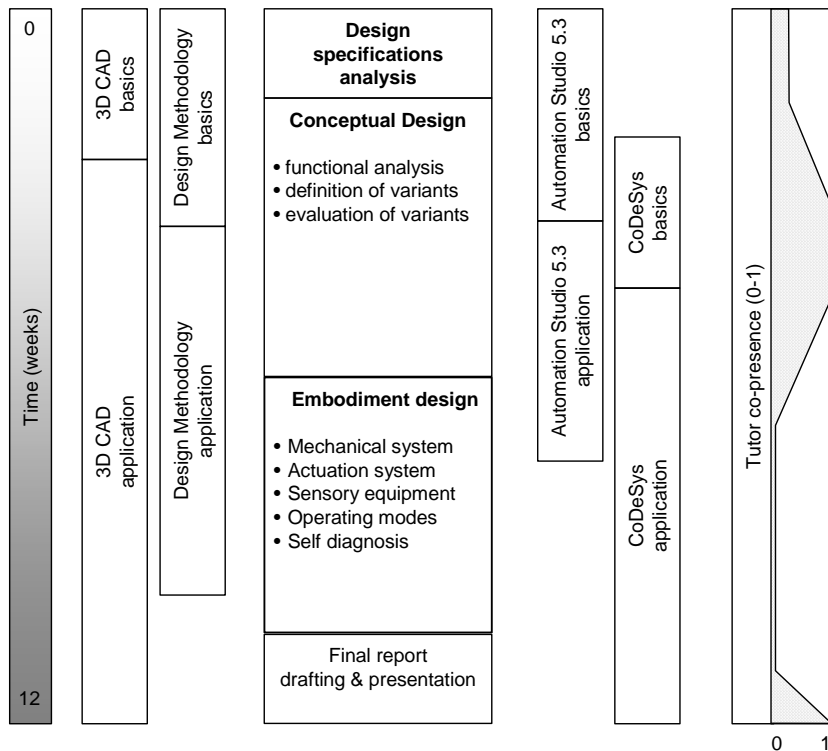 0
Time (weeks)
12
3D CAD
basics
3D CAD
application
Design Methodology
basics
Design Methodology
application
Design
specifications
analysis
Conceptual Design
• functional analysis
• definition of variants
• evaluation of variants
Embodiment design
• Mechanical system
• Actuation system
• Sensory equipment
• Operating modes
• Self diagnosis
Final report
drafting & presentation
Automation Studio 5.3
basics
Automation Studio 5.3
application
CoDeSys
basics
CoDeSys
application
Tutor co-presence (0-1)
0 1